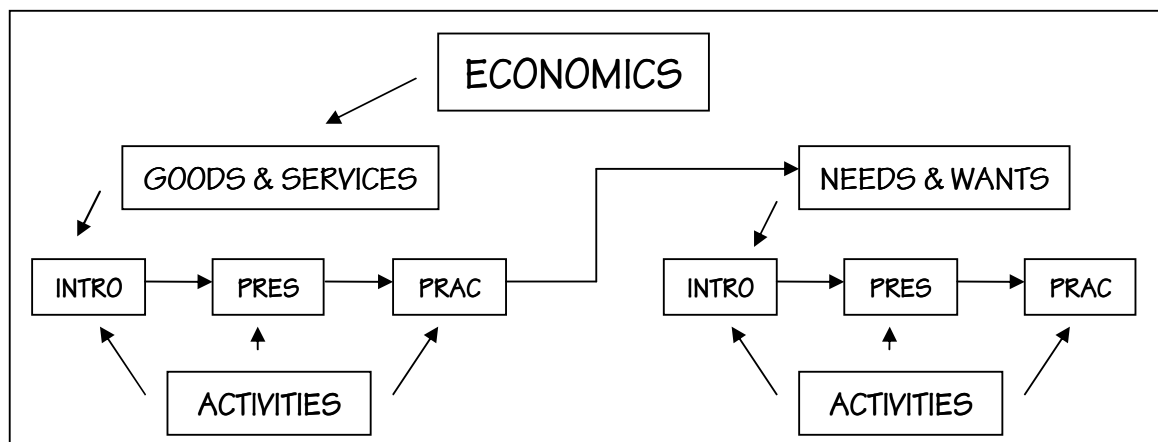 ECONOMICS
GOODS & SERVICES
NEEDS & WANTS
INTRO
PRES
PRAC
INTRO
PRES
PRAC
ACTIVITIES
ACTIVITIES